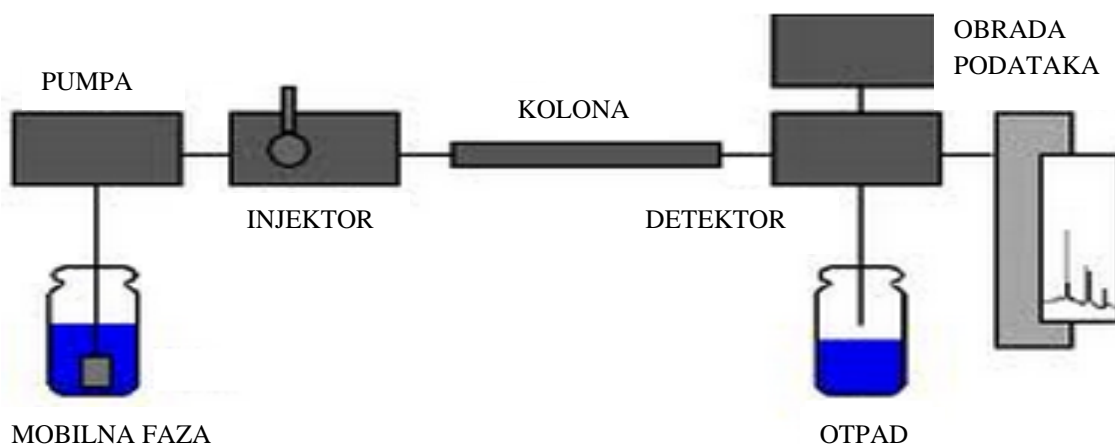 OBRADA
PODATAKA
PUMPA
KOLONA
INJEKTOR
DETEKTOR
MOBILNA FAZA
OTPAD